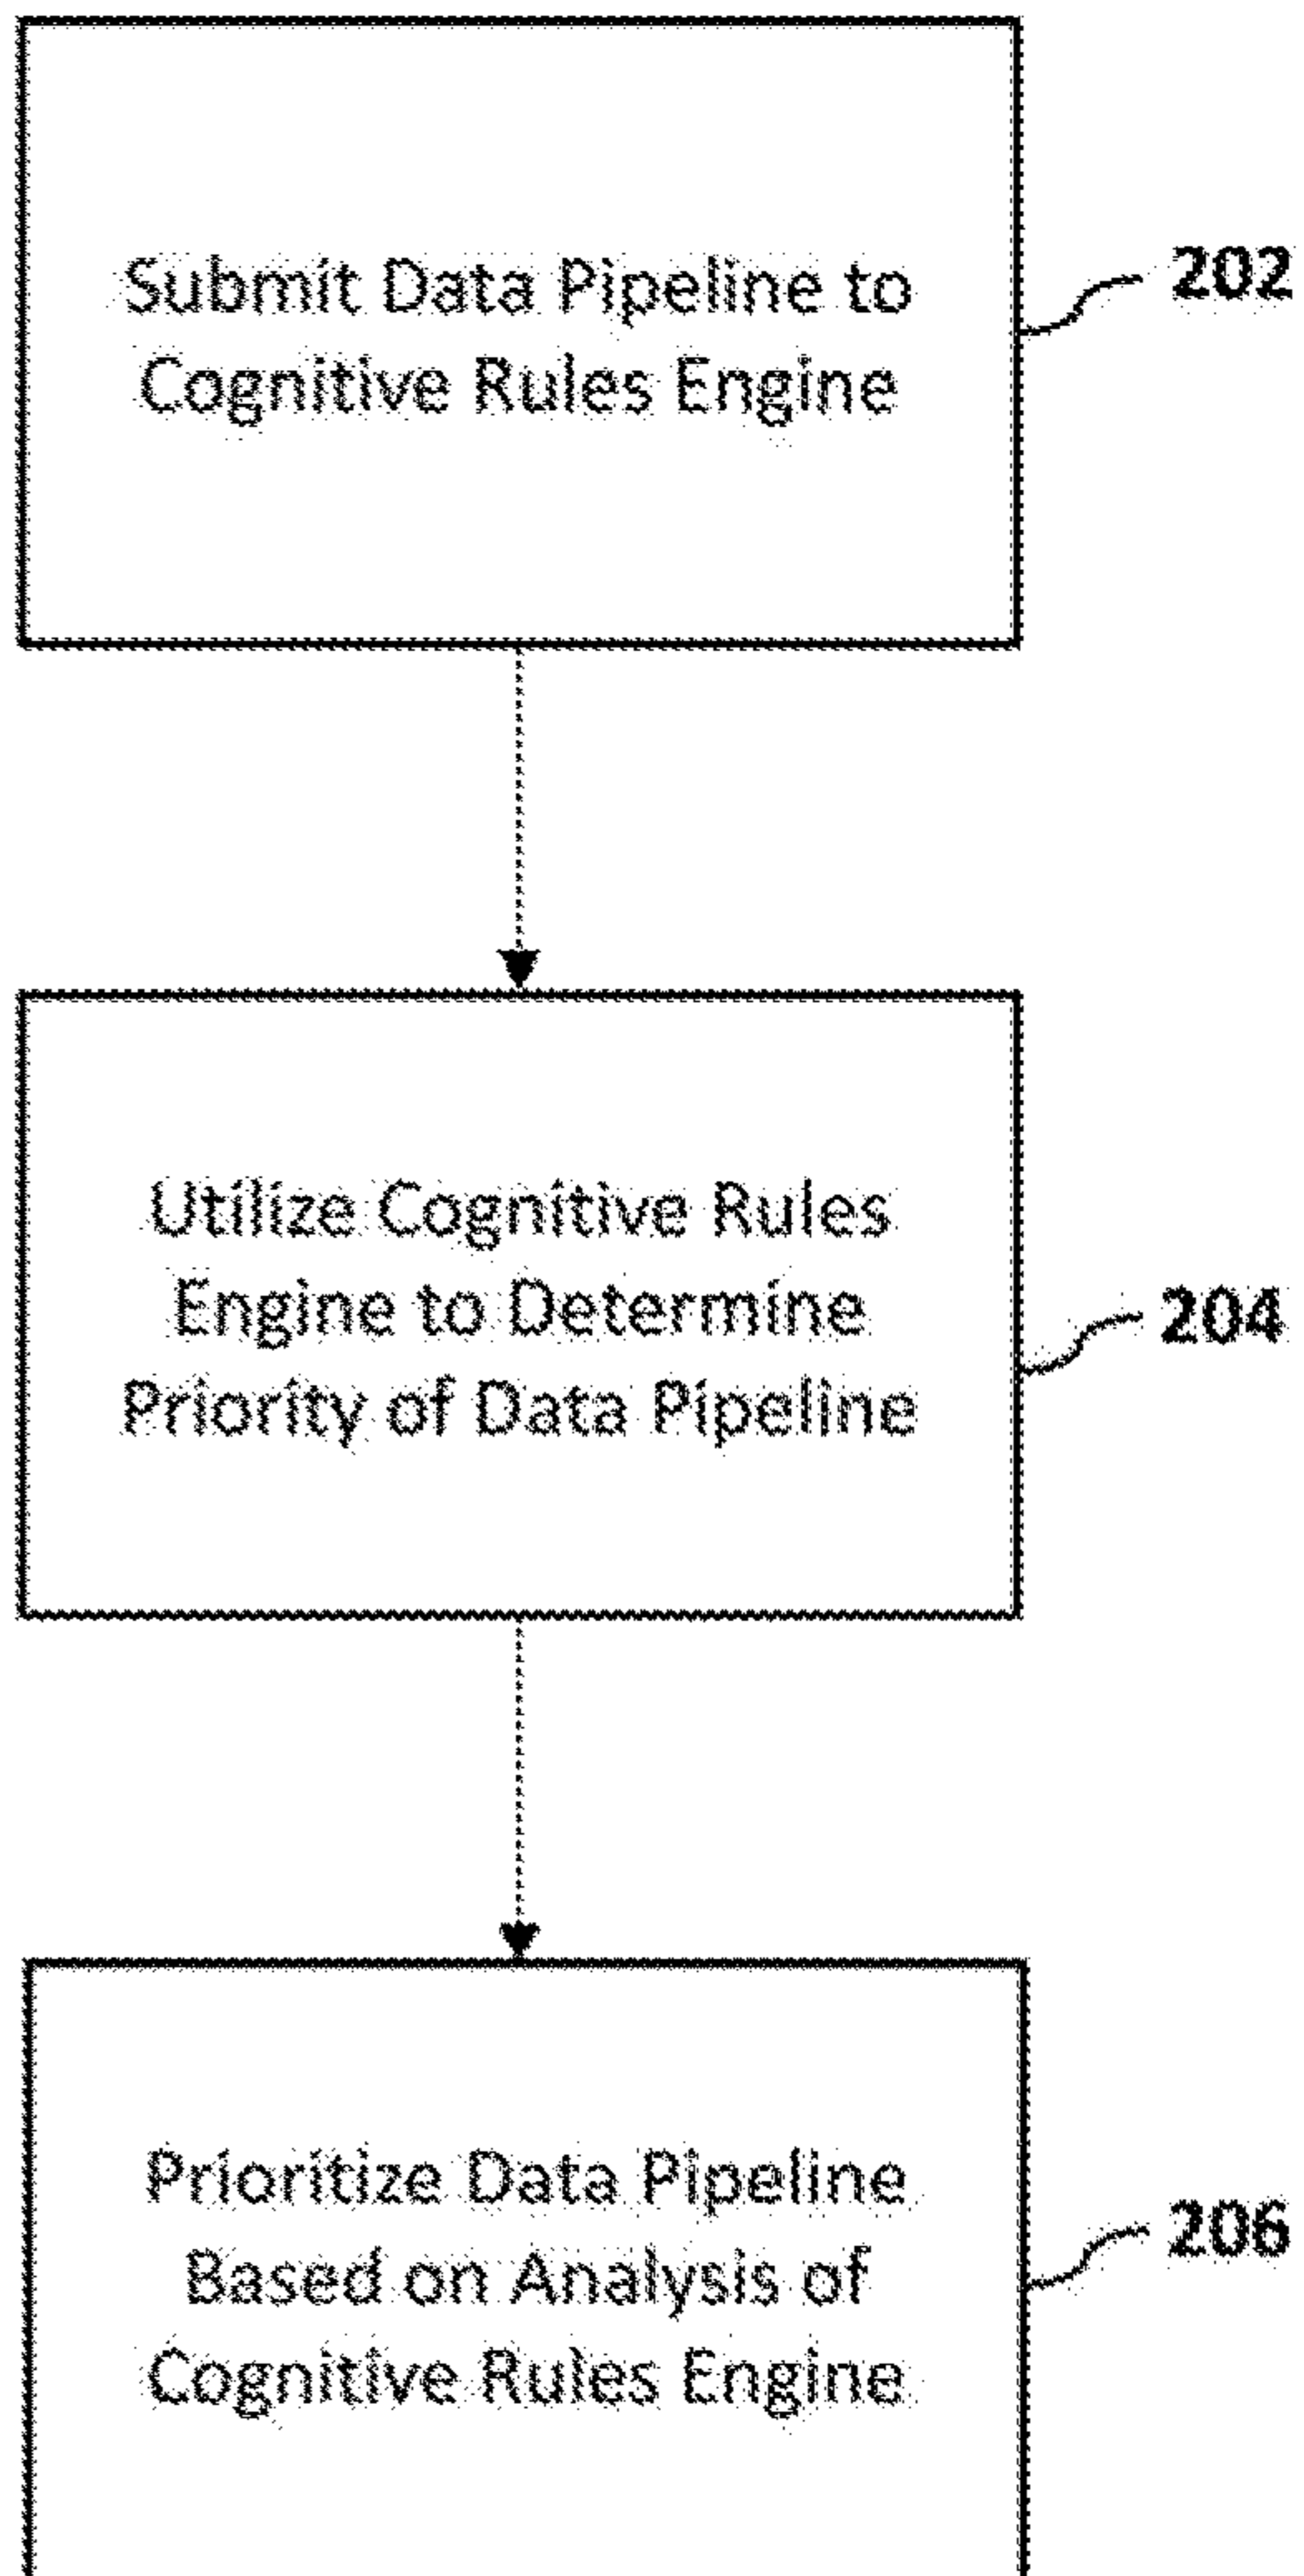 Submit Data Pipeline to
Cognitive Rules Engine
202
Utilize Cognitive Rules
Engine to Determine
Priority of Data Pipeline
204
Prioritize Data Pipeline
Based on Analysis of
Cognitive Rules Engine
206